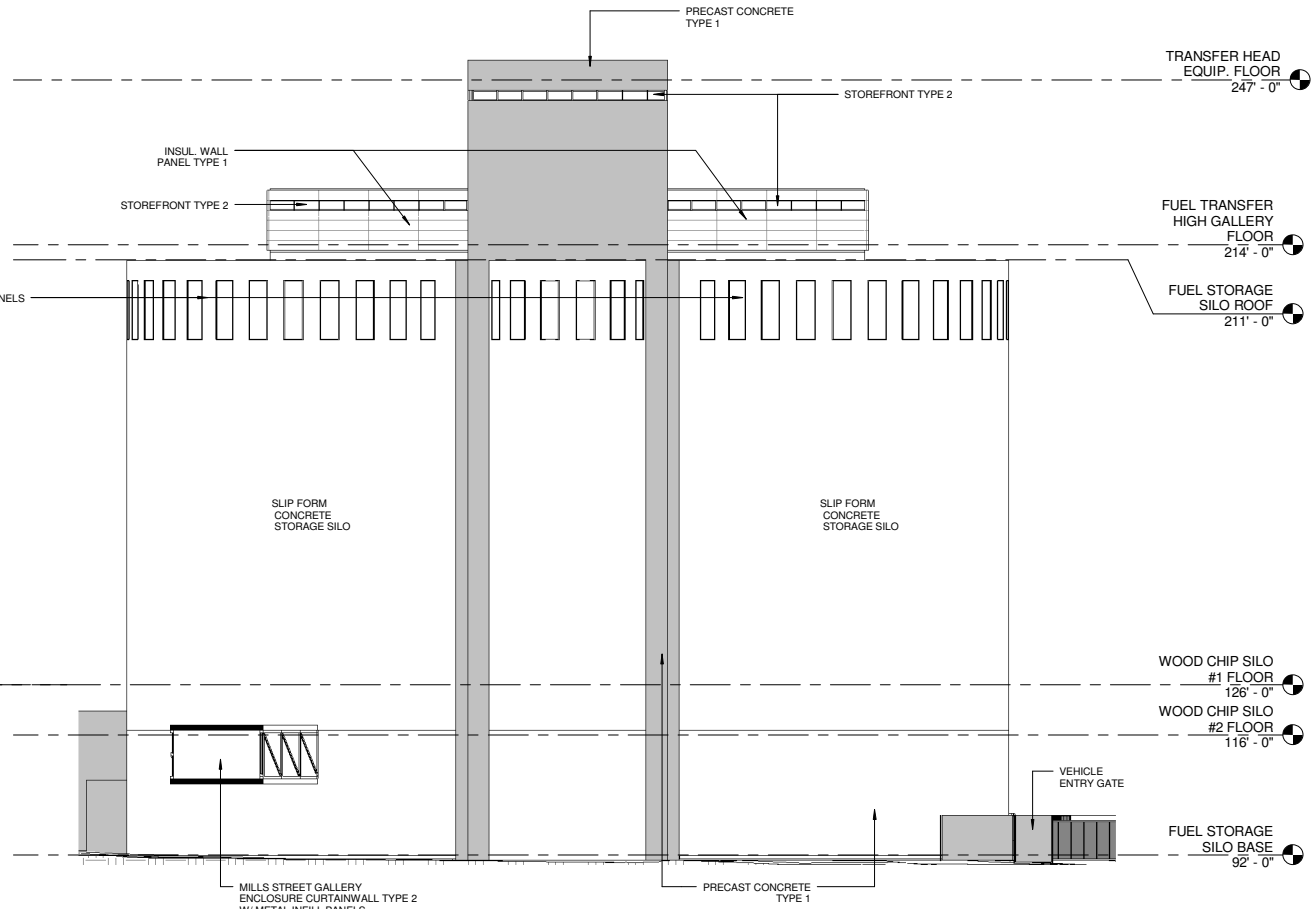 PRECAST CONCRETE
TYPE 1
TRANSFER HEAD
EQUIP. FLOOR
247' - 0"
STOREFRONT TYPE 2
INSUL. WALL
PANEL TYPE 1
STOREFRONT TYPE 2
FUEL TRANSFER
HIGH GALLERY
FLOOR
214' - 0"
NELS
FUEL STORAGE
SILO ROOF
211' - 0"
SLIP FORM
CONCRETE
STORAGE SILO
SLIP FORM
CONCRETE
STORAGE SILO
WOOD CHIP SILO
#1 FLOOR
126' - 0"
WOOD CHIP SILO
#2 FLOOR
116' - 0"
VEHICLE
ENTRY GATE
FUEL STORAGE
SILO BASE
92' - 0"
MILLS STREET GALLERY
ENCLOSURE CURTAINWALL TYPE 2
W/ METAL INFILL PANELS
PRECAST CONCRETE
TYPE 1